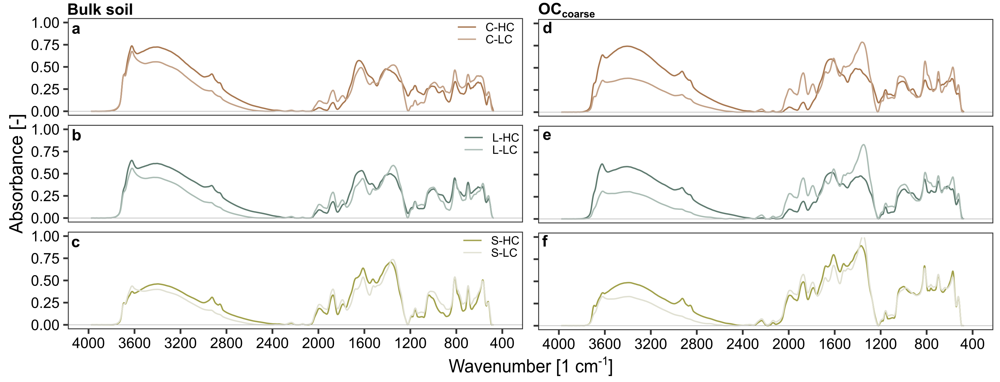 Bulk soil
OCcoarse
Absorbance [-]
1.00
0.75
0.50
0.25
0.00
a
C-HC
C-LC
d
1.00
0.75
0.50
0.25
0.00
b
L-HC
L-LC
e
1.00
0.75
0.50
0.25
0.00
c
S-HC
S-LC
f
4000 3600 3200 2800 2400 2000 1600 1200 800 400
4000 3600 3200 2800 2400 2000 1600 1200 800 400
Wavenumber [1 cm-1]